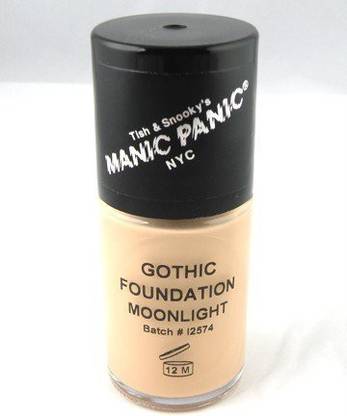 Tish & Snooky's
MANIC PANIC®
NYC
GOTHIC
FOUNDATION
MOONLIGHT
Batch # I2574
12 M